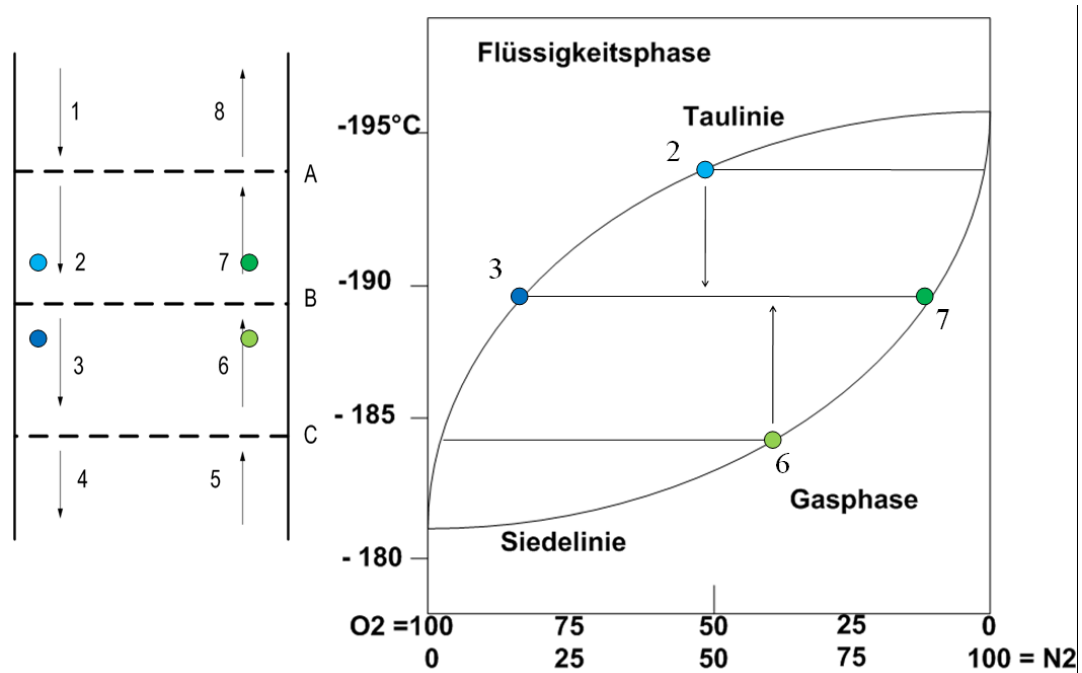 1
8
A
2
7
B
3
6
C
4
5
Flüssigkeitsphase
Taulinie
-195°C
2
3
-190
7
- 185
6
Gasphase
Siedelinie
- 180
O2 =100 75 50 25 0
0 25 50 75 100 = N2